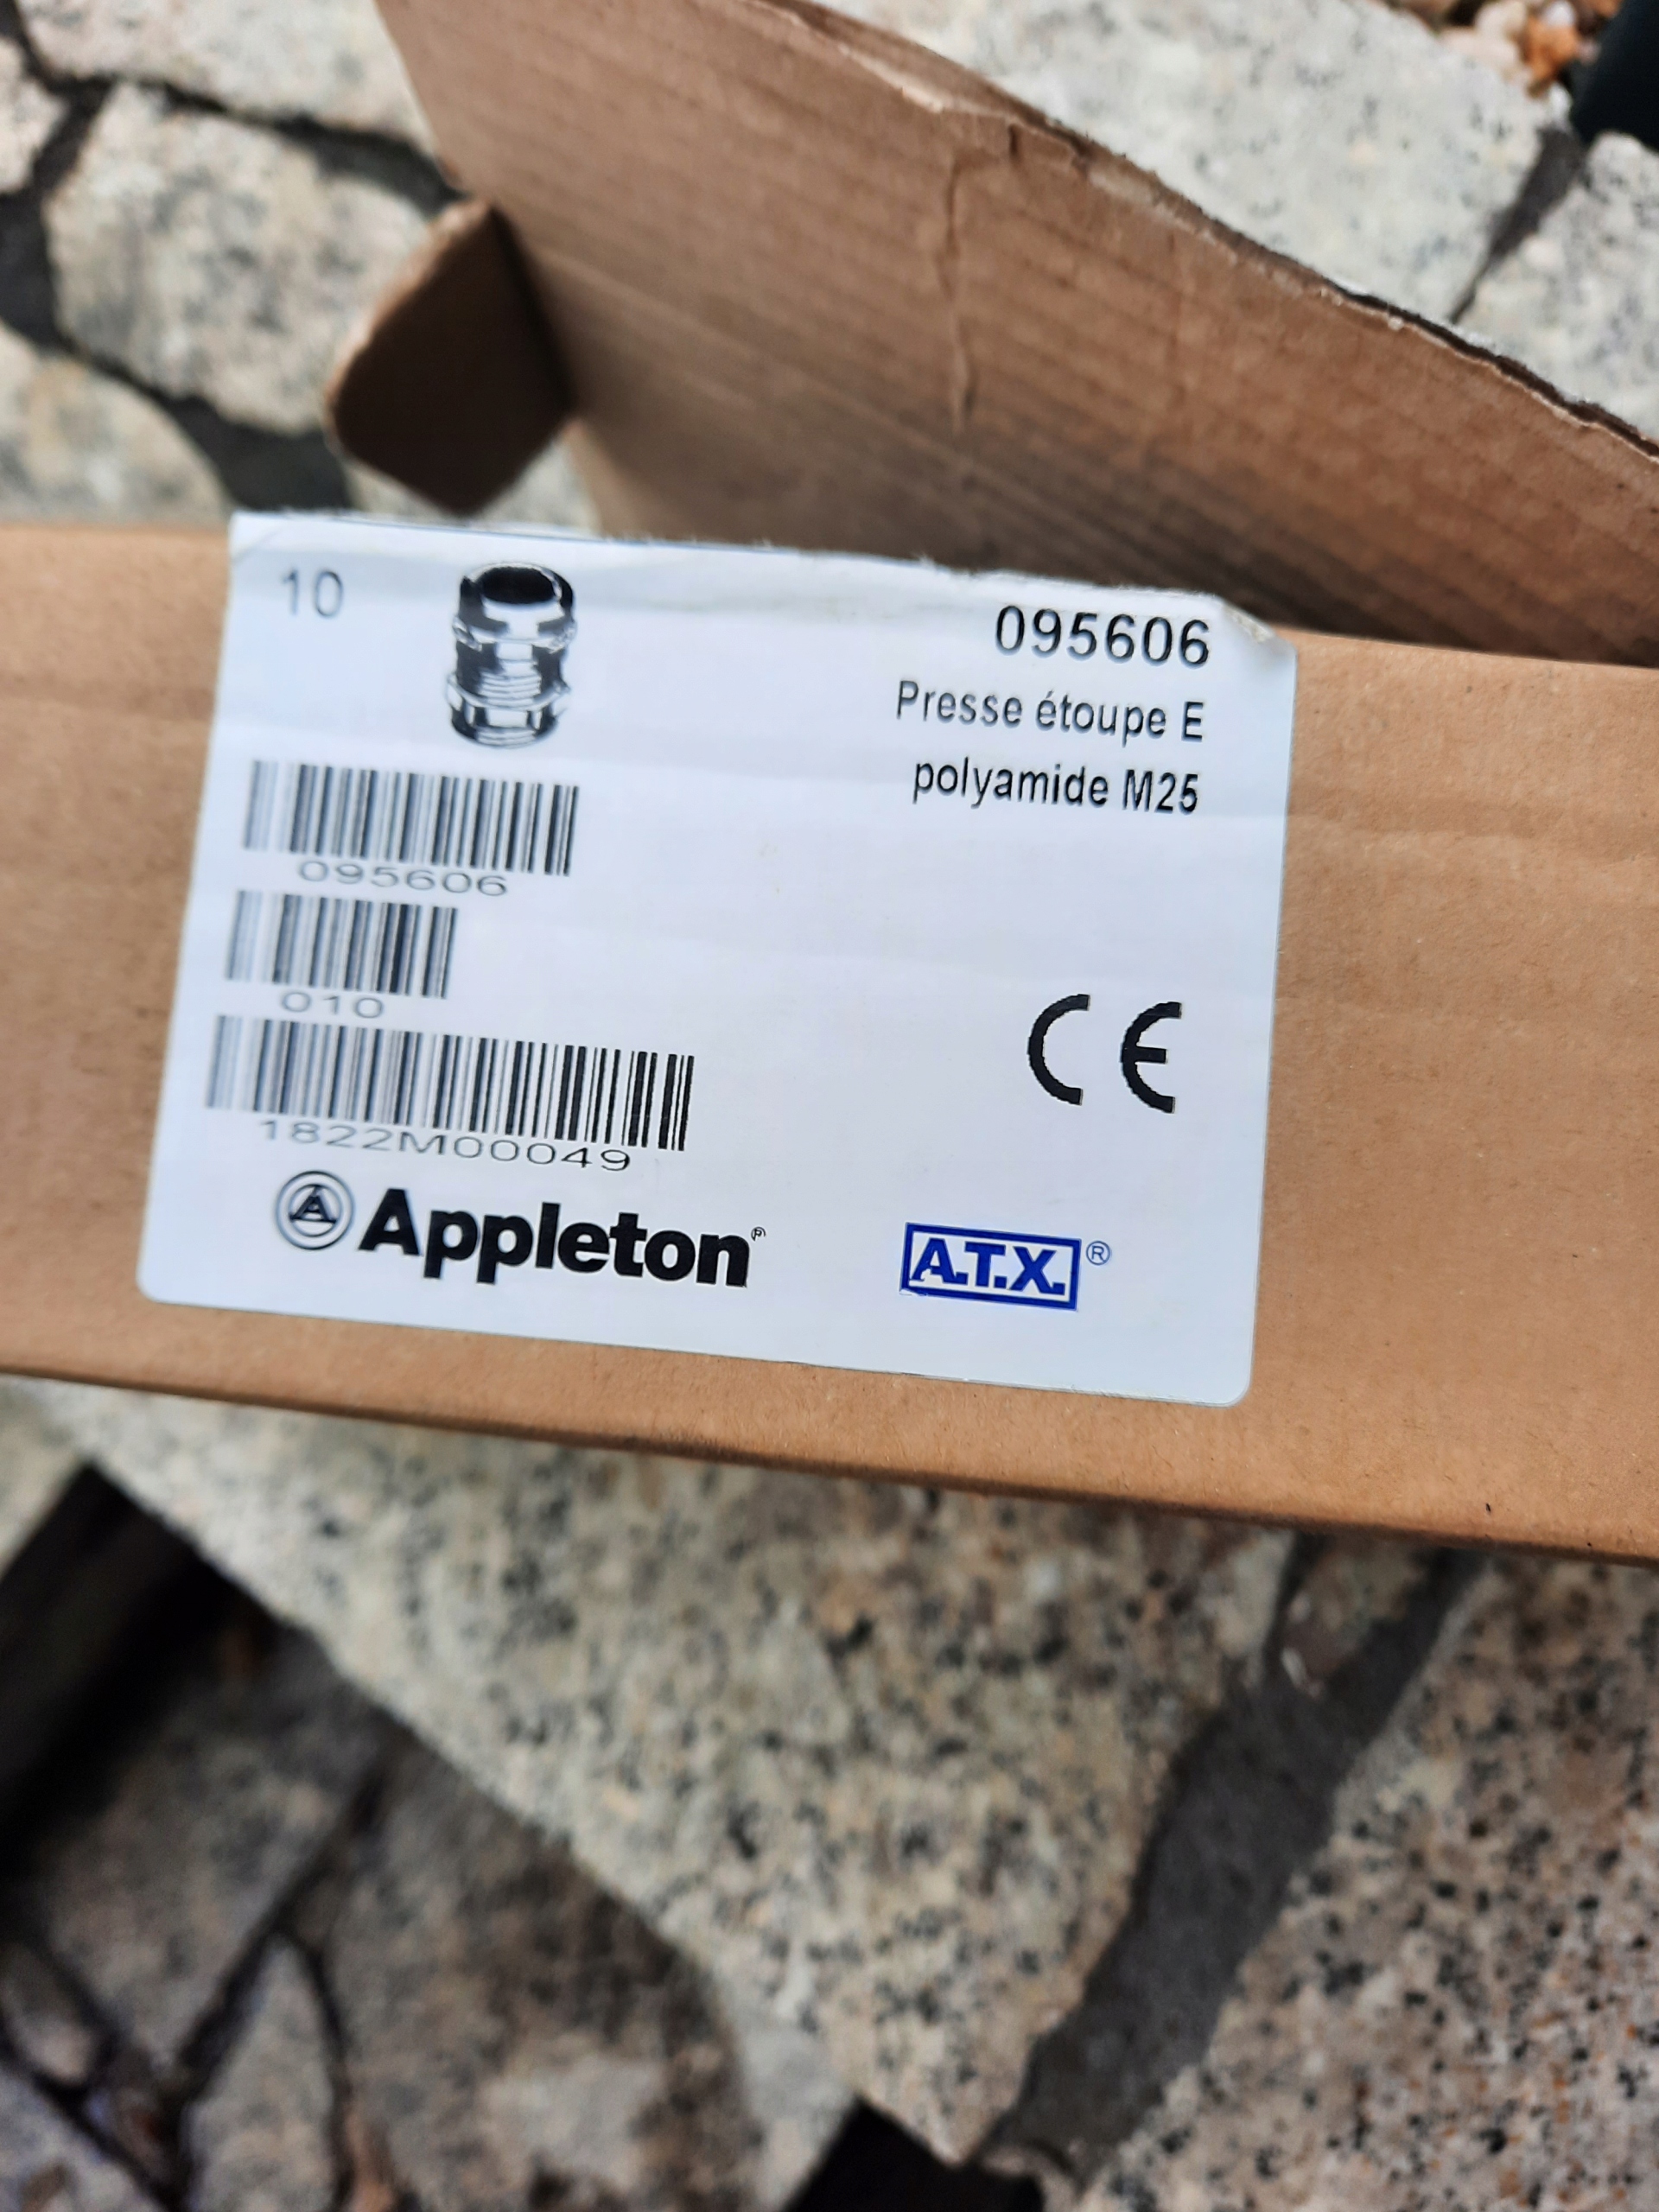 10
095606
Presse étoupe E
polyamide M25
095606
010
1822M00049
CE
Appleton®
A.T.X.®